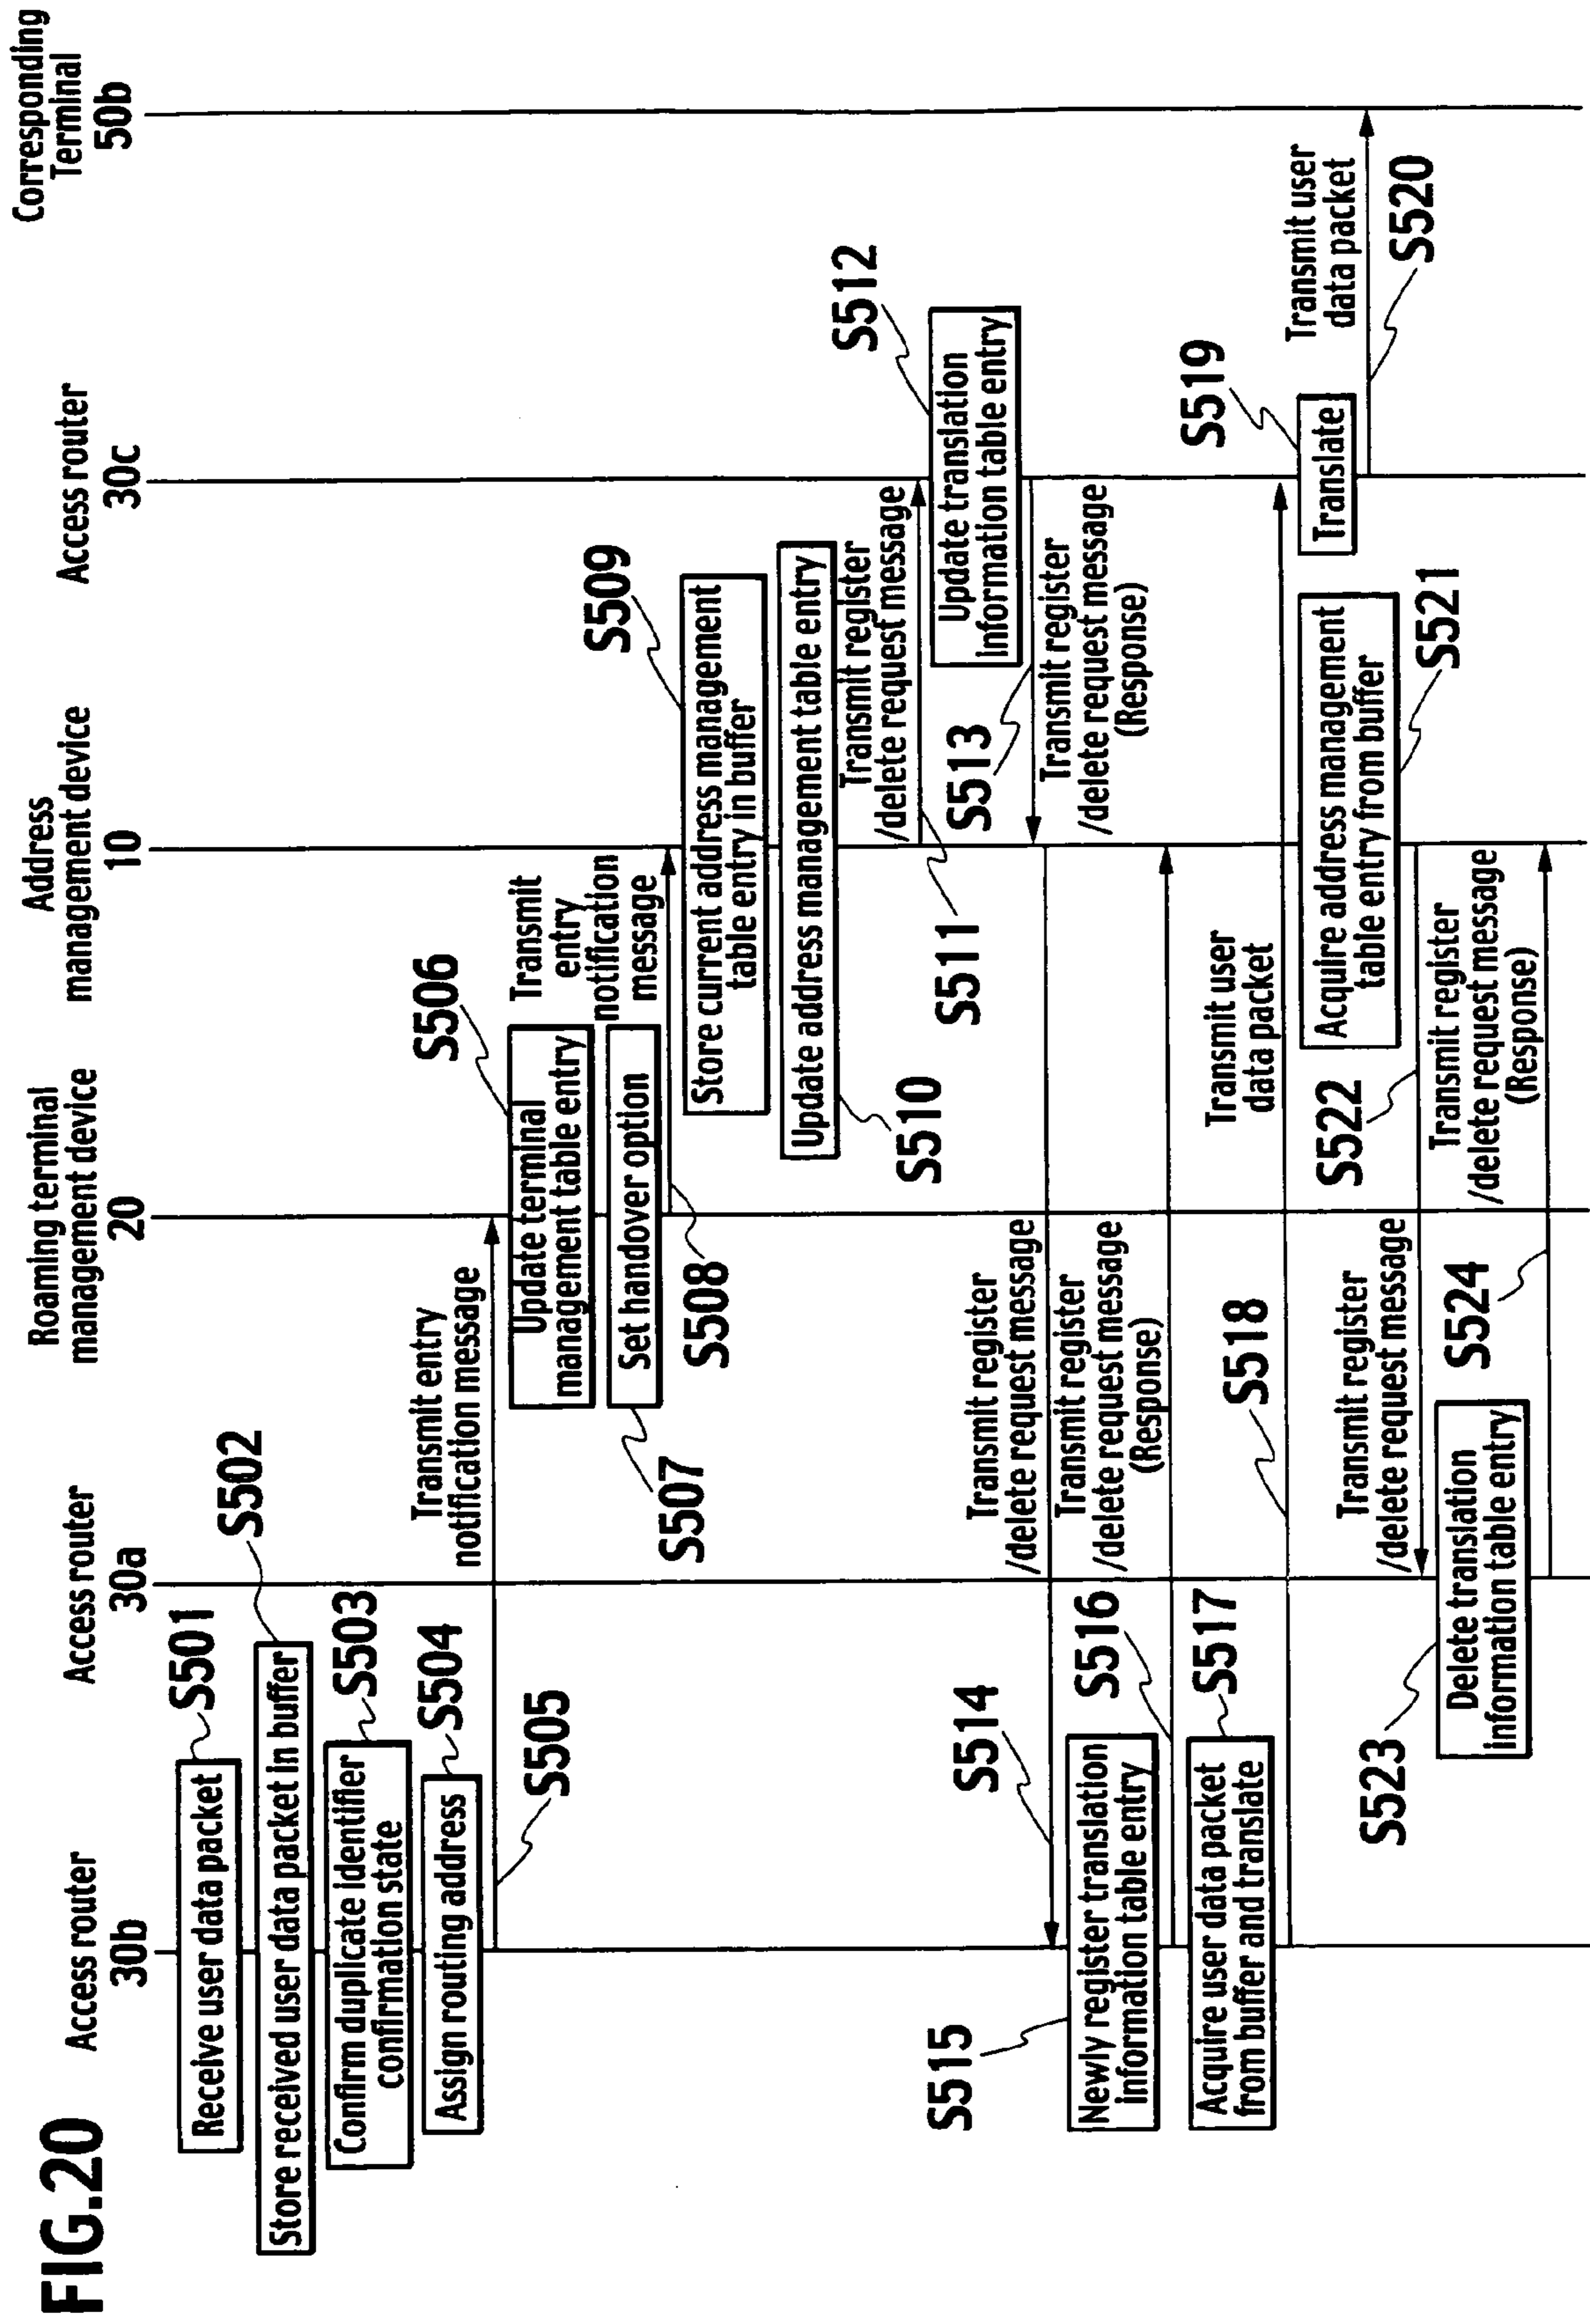 FIG.20
Access router
30b
Access router
30a
Roaming terminal
management device
20
Address
management device
10
Access router
30c
Corresponding
Terminal
50b
Receive user data packet
S501
Store received user data packet in buffer
S502
Confirm duplicate identifier
confirmation state
S503
Assign routing address
S504
Transmit entry
notification message
S505
Update terminal
management table entry
S506
Set handover option
S507
Transmit
entry
notification
message
S508
Store current address management
table entry in buffer
S509
Update address management table entry
S510
Transmit register
/delete request message
S511
Update translation
information table entry
S512
Transmit register
/delete request message
(Response)
S513
Transmit register
/delete request message
S514
Newly register translation
information table entry
S515
Transmit register
/delete request message
(Response)
S516
Acquire user data packet
from buffer and translate
S517
Transmit user
data packet
S518
Translate
S519
Transmit user
data packet
S520
Acquire address management
table entry from buffer
S521
Transmit register
/delete request message
S522
Delete translation
information table entry
S523
Transmit register
/delete request message
(Response)
S524